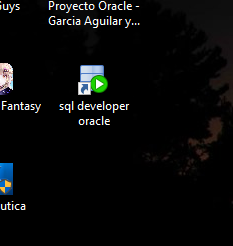 Guys
Proyecto Oracle -
Garcia Aguilar y...
Fantasy
sql developer
oracle
utica